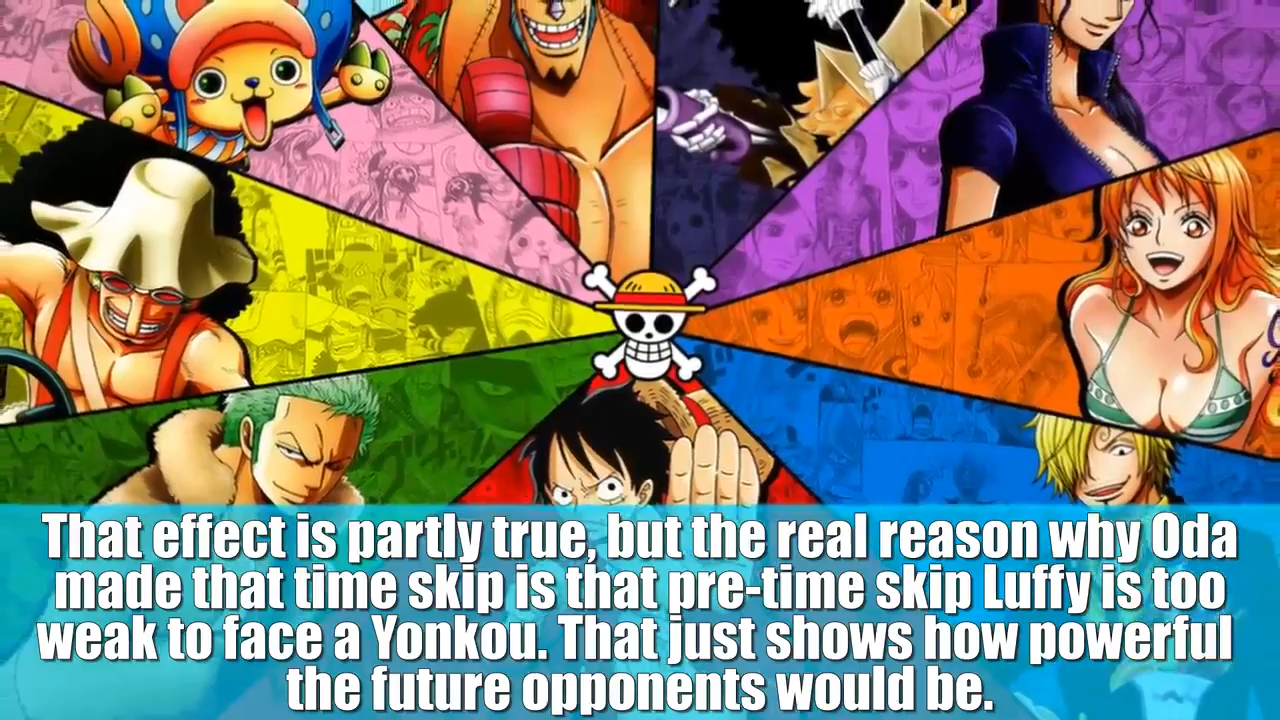 That effect is partly true, but the real reason why Oda
made that time skip is that pre-time skip Luffy is too
weak to face a Yonkou. That just shows how powerful
the future opponents would be.